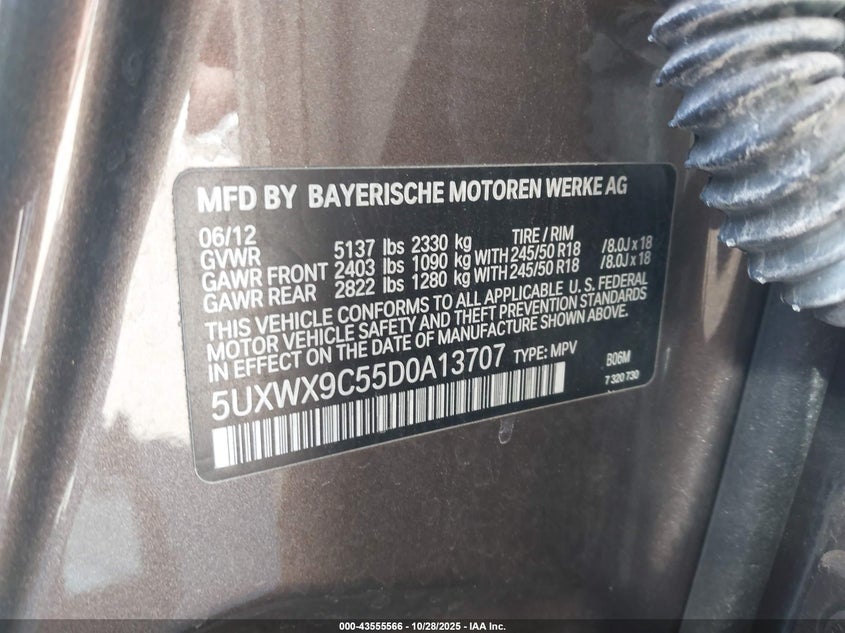 MFD BY BAYERISCHE MOTOREN WERKE AG
06/12 TIRE / RIM
GVWR 5137 lbs 2330 kg
GAWR FRONT 2403 lbs 1090 kg WITH 245/50 R18 /8.0J x 18
GAWR REAR 2822 lbs 1280 kg WITH 245/50 R18 /8.0J x 18
THIS VEHICLE CONFORMS TO ALL APPLICABLE U. S. FEDERAL
MOTOR VEHICLE SAFETY AND THEFT PREVENTION STANDARDS
IN EFFECT ON THE DATE OF MANUFACTURE SHOWN ABOVE.
5UXWX9C55D0A13707 TYPE: MPV B06M
7 320 730
000-43555566 | 10/28/2025 | IAA Inc.